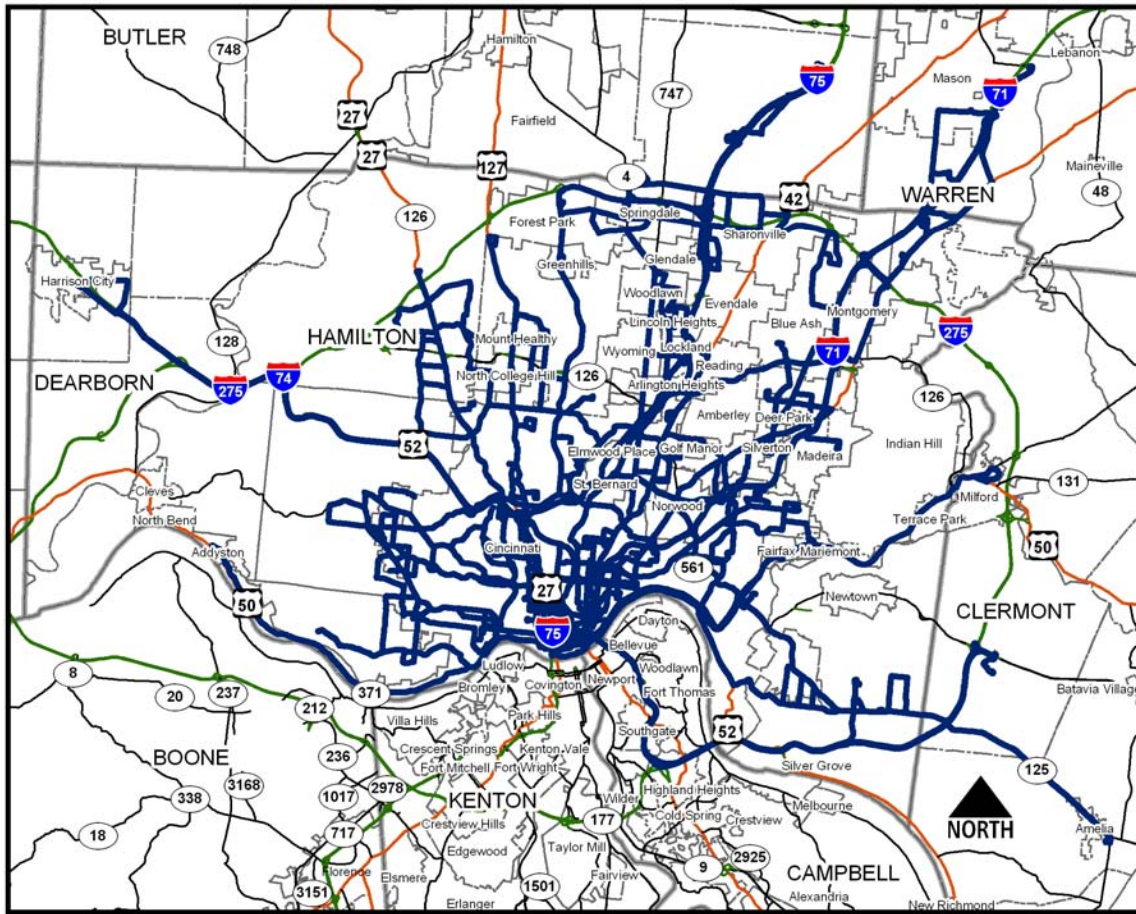 BUTLER
748
Hamilton
747
75
Lebanon
Mason
71
27
Fairfield
27
127
Maineville
48
WARREN
4
42
126
Forest Park
Springdale
Sharonville
Glendale
Greenhills
Harrison City
Woodlawn
Evendale
Montgomery
Lincoln Heights
Blue Ash
275
HAMILTON
128
Mount Healthy
Lockland
Wyoming
71
Reading
DEARBORN
275
74
North College Hill
126
Arlington Heights
126
Amberley
Deer Park
52
Indian Hill
Elmwood Place
Golf Manor
Silverton
Madeira
St. Bernard
Cleves
Milford
131
Norwood
North Bend
Terrace Park
Addyston
Cincinnati
Fairfax
Mariemont
50
561
50
27
Newtown
CLERMONT
75
Dayton
Bellevue
Ludlow
Woodlawn
8
20
237
371
Bromley
Covington
Newport
Fort Thomas
Batavia Village
212
Villa Hills
Park Hills
Southgate
52
236
Crescent Springs
Kenton Vale
BOONE
Fort Mitchell
Fort Wright
Silver Grove
125
1017
2978
3168
338
KENTON
Wilder
Highland Heights
Melbourne
177
Cold Spring
Crestview
NORTH
18
717
Crestview Hills
Amelia
Edgewood
Taylor Mill
2925
Florence
9
CAMPBELL
3151
Elsmere
1501
Fairview
Alexandria
Erlanger
New Richmond